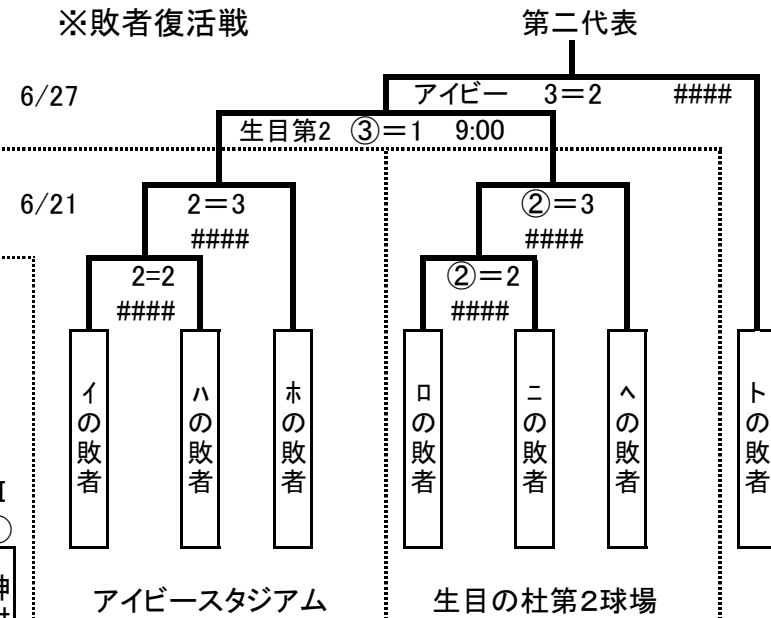 ※敗者復活戦
第二代表
6/27
アイビー 3＝2 ####
生目第2 ③＝1 9:00
6/21
2＝3
####
②＝3
####
2=2
####
②＝2
####
イの敗者
ハの敗者
ホの敗者
ロの敗者
ニの敗者
ヘの敗者
トの敗者
アイビースタジアム
生目の杜第2球場